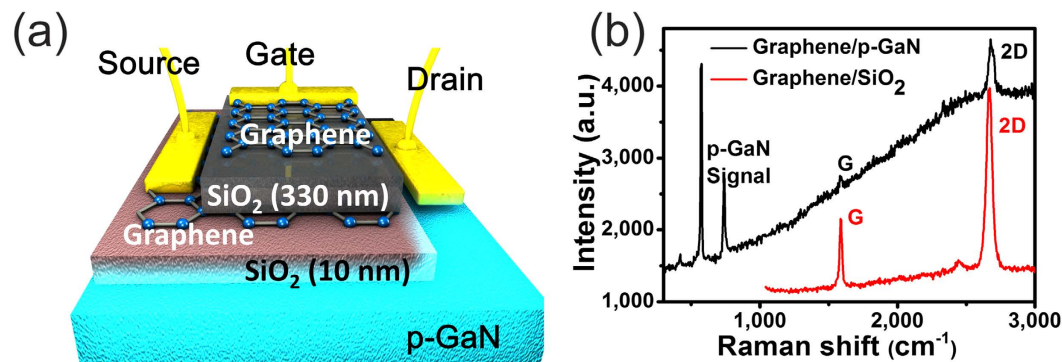 (a)
Source
Gate
Drain
Graphene
SiO₂ (330 nm)
Graphene
SiO₂ (10 nm)
p-GaN
(b)
Intensity (a.u.)
4,000
3,000
2,000
1,000
Graphene/p-GaN
Graphene/SiO₂
2D
2D
p-GaN
Signal
G
G
1,000
2,000
3,000
Raman shift (cm⁻¹)